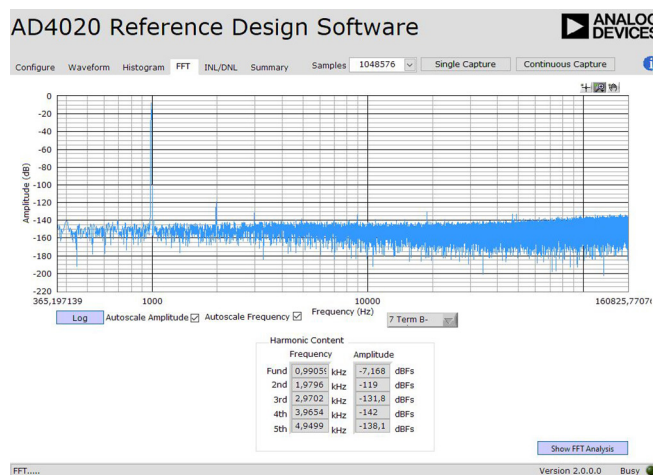 AD4020 Reference Design Software
ANALOG DEVICES
Configure Waveform Histogram FFT INL/DNL Summary Samples 1048576 Single Capture Continuous Capture i
0
-20
-40
-60
-80
-100
-120
-140
-160
-180
-200
-220
Amplitude (dB)
365,197139 1000 10000 160825,7707
Frequency (Hz)
Log Autoscale Amplitude Autoscale Frequency 7 Term B-
Harmonic Content
Frequency Amplitude
Fund 0,99059 kHz -7,168 dBFs
2nd 1,9796 kHz -119 dBFs
3rd 2,9702 kHz -131,8 dBFs
4th 3,9654 kHz -142 dBFs
5th 4,9499 kHz -138,1 dBFs
Show FFT Analysis
FFT..... Version 2.0.0.0 Busy